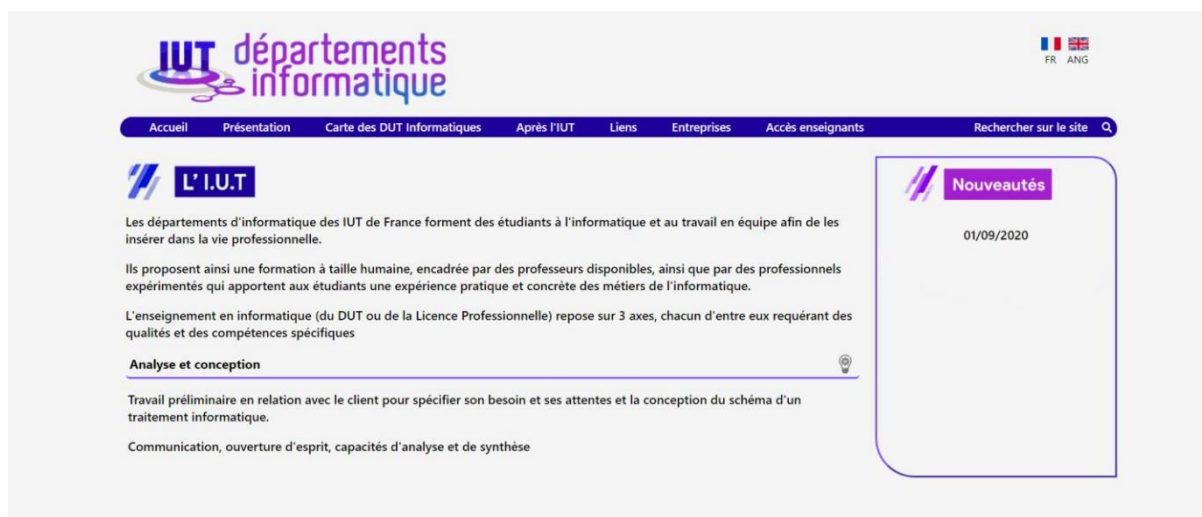 IUT départements
informatique
FR ANG
Accueil Présentation Carte des DUT Informatiques Après l'IUT Liens Entreprises Accès enseignants Rechercher sur le site
L' I.U.T
Les départements d'informatique des IUT de France forment des étudiants à l'informatique et au travail en équipe afin de les
insérer dans la vie professionnelle.
Ils proposent ainsi une formation à taille humaine, encadrée par des professeurs disponibles, ainsi que par des professionnels
expérimentés qui apportent aux étudiants une expérience pratique et concrète des métiers de l'informatique.
L'enseignement en informatique (du DUT ou de la Licence Professionnelle) repose sur 3 axes, chacun d'entre eux requérant des
qualités et des compétences spécifiques
Analyse et conception
Travail préliminaire en relation avec le client pour spécifier son besoin et ses attentes et la conception du schéma d'un
traitement informatique.
Communication, ouverture d'esprit, capacités d'analyse et de synthèse
Nouveautés
01/09/2020